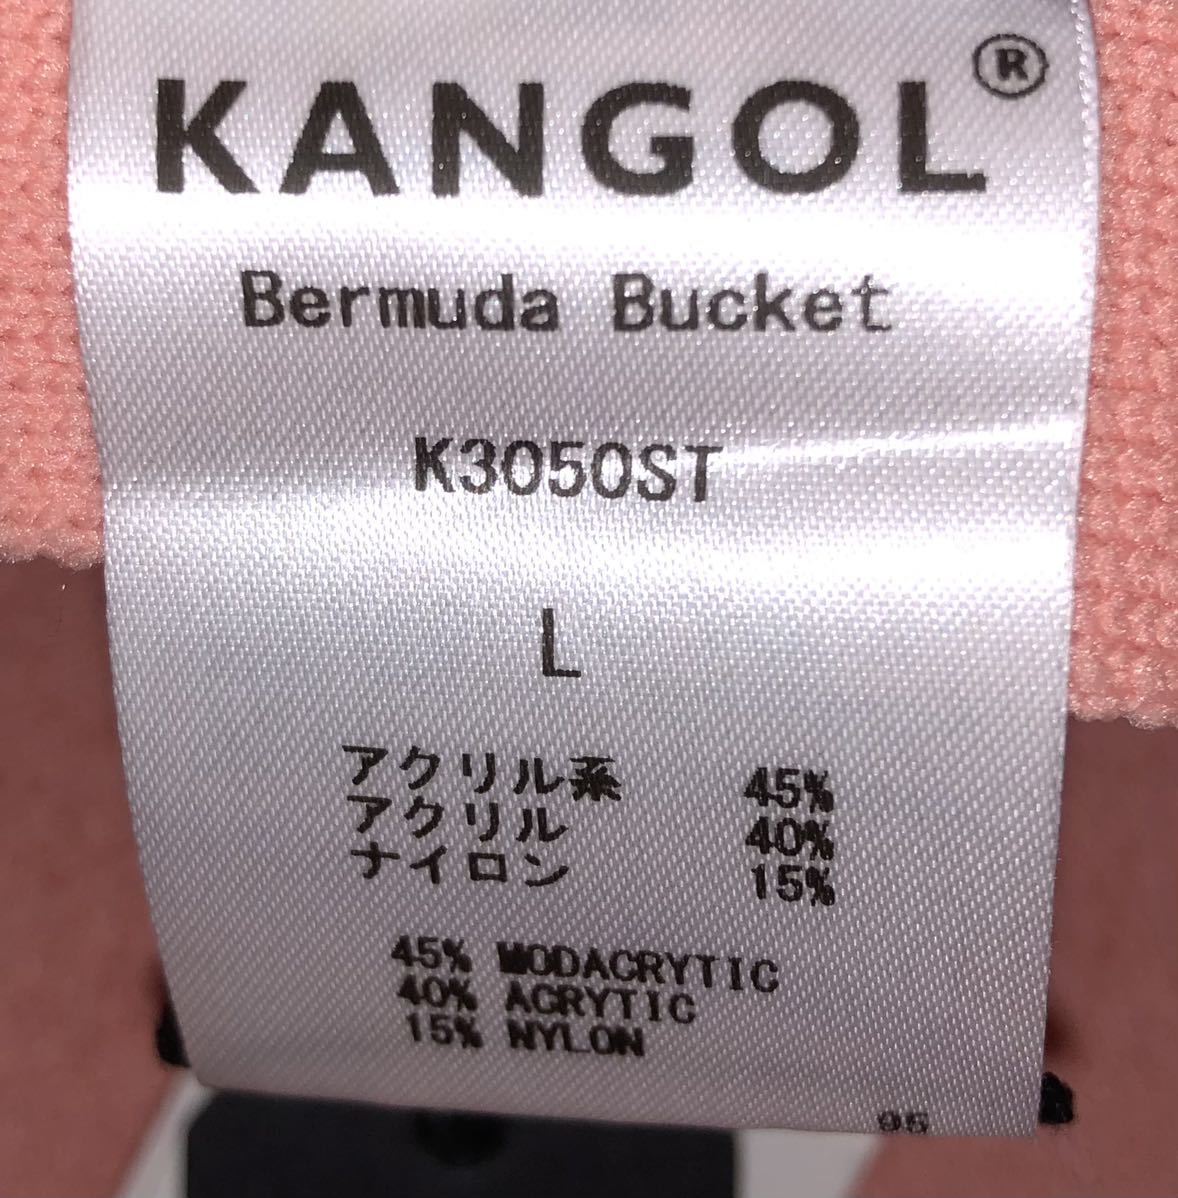 KANGOL®
Bermuda Bucket
K3050ST
L
アクリル系 45%
アクリル 40%
ナイロン 15%
45% MODACRYTIC
40% ACRYTIC
15% NYLON
95